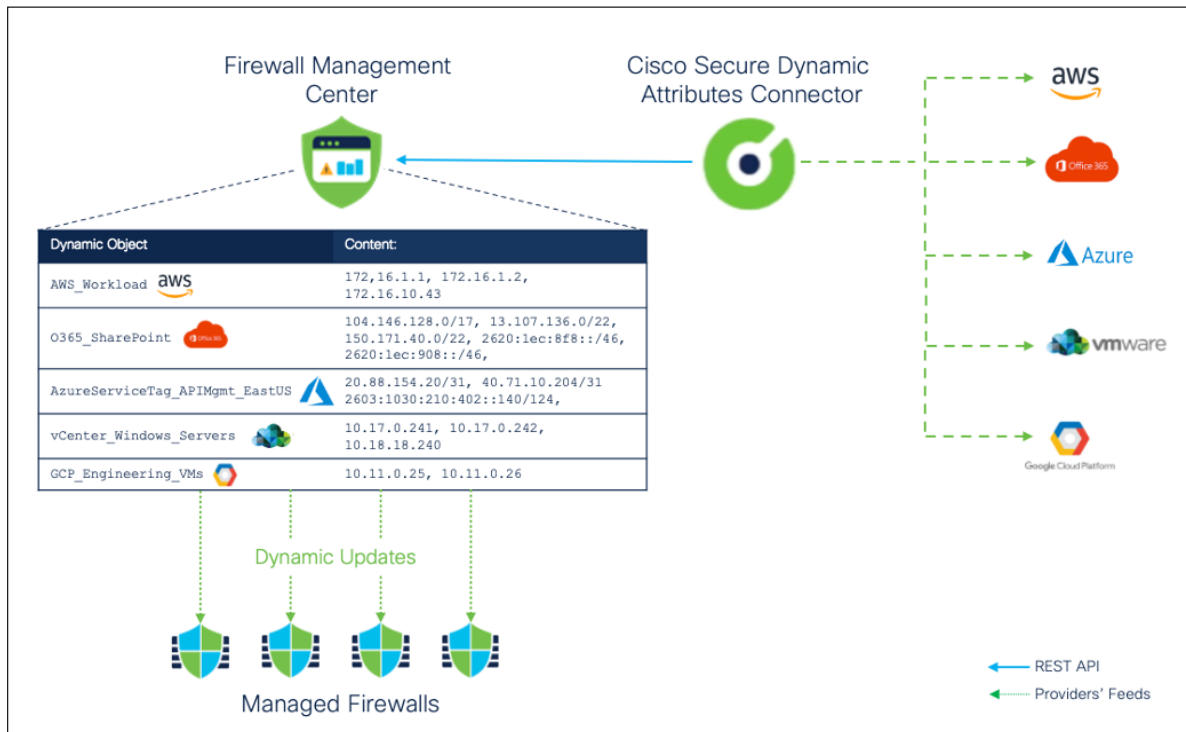 Firewall Management
Center
Cisco Secure Dynamic
Attributes Connector
aws
Office 365
Azure
vmware
Google Cloud Platform
Dynamic Object Content:
AWS_Workload aws 172,16.1.1, 172.16.1.2,
172.16.10.43
O365_SharePoint Office 365 104.146.128.0/17, 13.107.136.0/22,
150.171.40.0/22, 2620:1ec:8f8::/46,
2620:1ec:908::/46,
AzureServiceTag_APIMgmt_EastUS 20.88.154.20/31, 40.71.10.204/31
2603:1030:210:402::140/124,
vCenter_Windows_Servers 10.17.0.241, 10.17.0.242,
10.18.18.240
GCP_Engineering_VMs 10.11.0.25, 10.11.0.26
Dynamic Updates
Managed Firewalls
REST API
Providers' Feeds